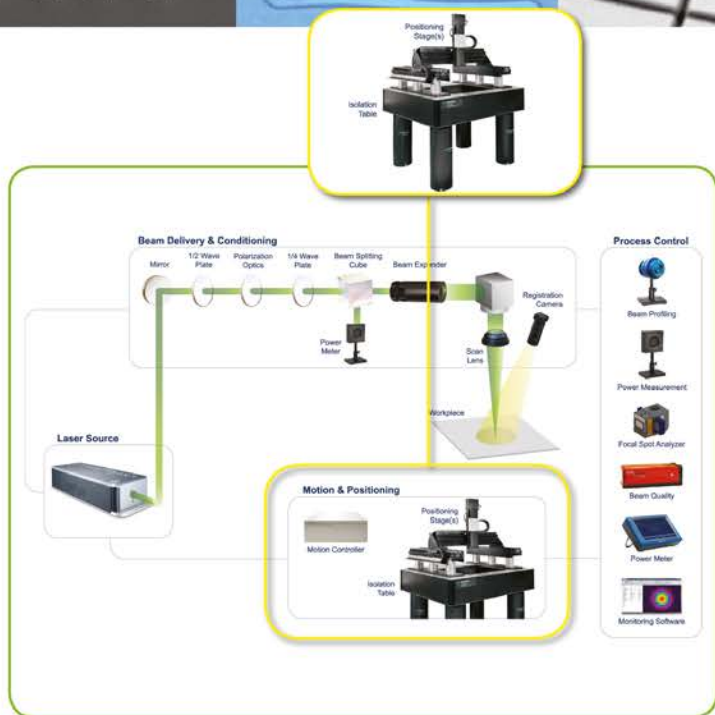 Positioning
Stage(s)
Isolation
Table
Beam Delivery & Conditioning
Mirror
1/2 Wave
Plate
Polarization
Optics
1/4 Wave
Plate
Beam Splitting
Cube
Beam Expander
Power
Meter
Scan
Lens
Registration
Camera
Workpiece
Laser Source
Motion & Positioning
Motion Controller
Positioning
Stage(s)
Isolation
Table
Process Control
Beam Profiling
Power Measurement
Focal Spot Analyzer
Beam Quality
Power Meter
Monitoring Software